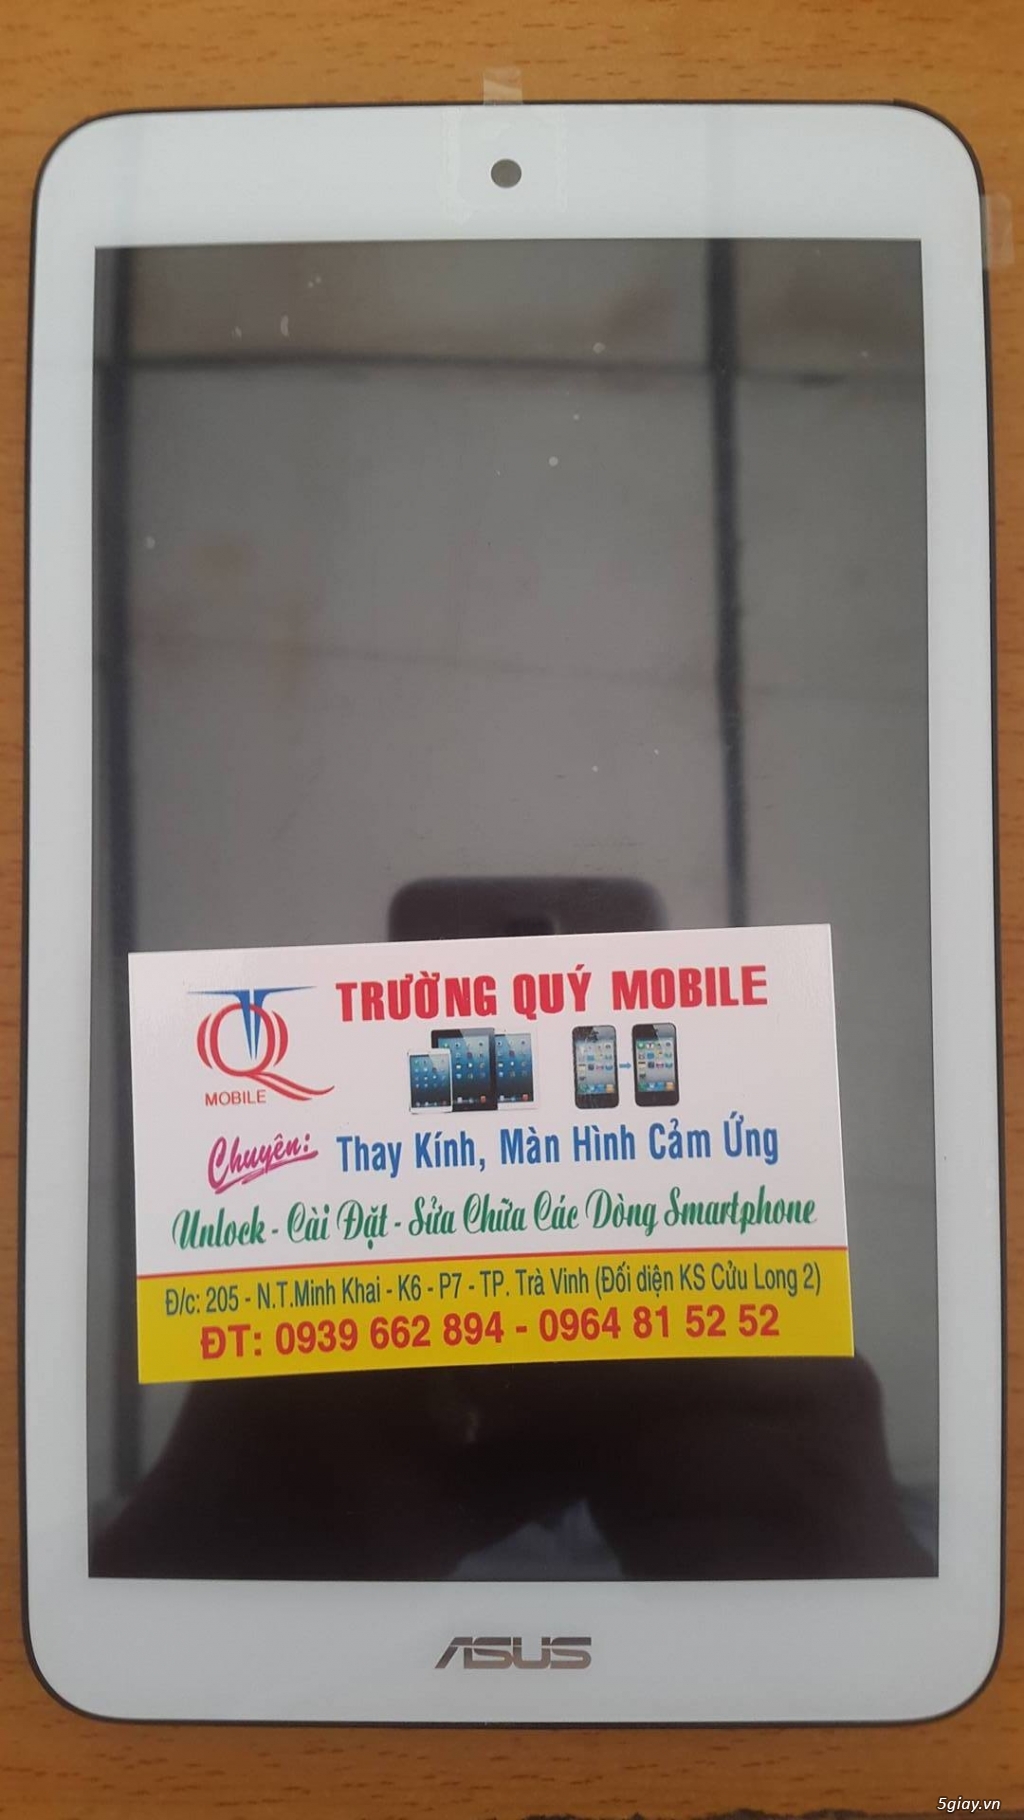 TRƯỜNG QUÝ MOBILE
MOBILE
Chuyên: Thay Kính, Màn Hình Cảm Ứng
Unlock - Cài Đặt - Sửa Chữa Các Dòng Smartphone
Đ/c: 205 - N.T.Minh Khai - K6 - P7 - TP. Trà Vinh (Đối diện KS Cửu Long 2)
ĐT: 0939 662 894 - 0964 81 52 52
ASUS
5giay.vn